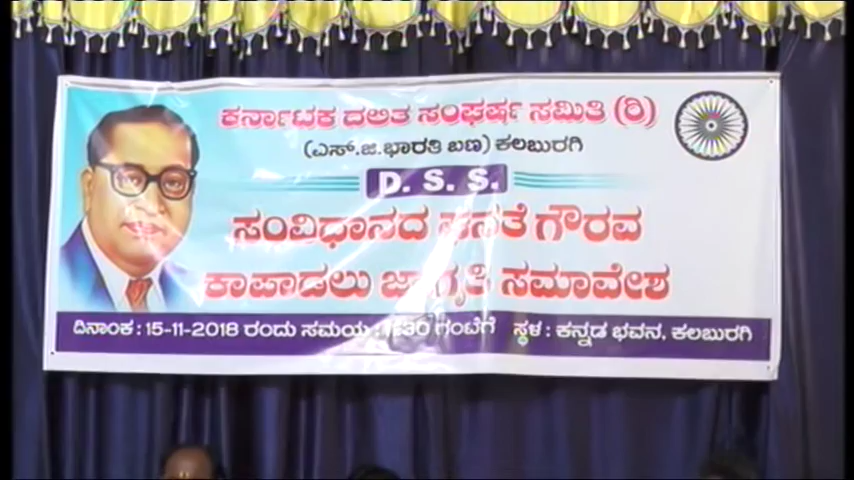 ಕರ್ನಾಟಕ ದಲಿತ ಸಂಘರ್ಷ ಸಮಿತಿ (ರಿ)
(ಎಸ್.ಜಿ.ಭಾರತಿ ಬಣ) ಕಲಬುರಗಿ
D. S. S.
ಸಂವಿಧಾನದ ಘನತೆ ಗೌರವ
ಕಾಪಾಡಲು ಜಾಗೃತಿ ಸಮಾವೇಶ
ದಿನಾಂಕ : 15-11-2018 ರಂದು ಸಮಯ : ಗಂಟೆಗೆ ಸ್ಥಳ : ಕನ್ನಡ ಭವನ, ಕಲಬುರಗಿ